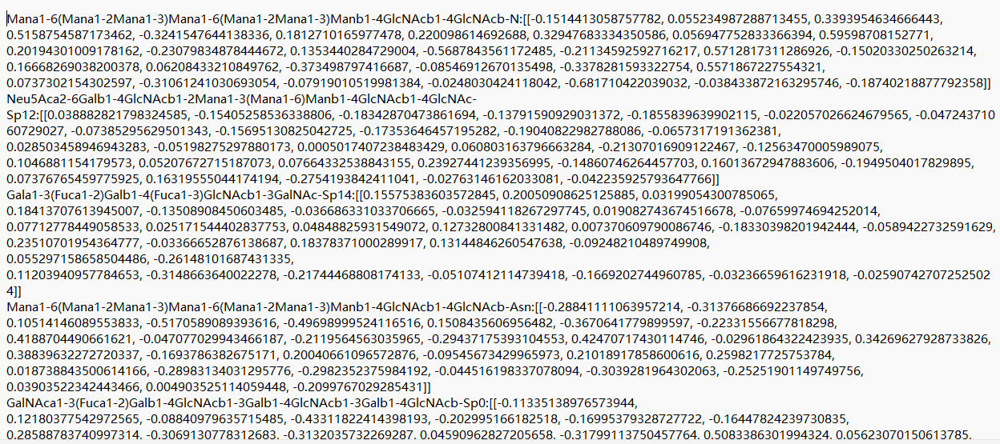 Mana1-6(Mana1-2Mana1-3)Mana1-6(Mana1-2Mana1-3)Manb1-4GlcNAcb1-4GlcNAcb-N:[[-0.1514413058757782, 0.055234987288713455, 0.3393954634666443,
0.5158754587173462, -0.3241547644138336, 0.1812710165977478, 0.220098614692688, 0.32947683334350586, 0.056947752833366394, 0.59598708152771,
0.20194301009178162, -0.23079834878444672, 0.1353440284729004, -0.5687843561172485, -0.21134592592716217, 0.5712817311286926, -0.15020330250263214,
0.16668269038200378, 0.06208433210849762, -0.373498797416687, -0.08546912670135498, -0.3378281593322754, 0.5571867227554321,
0.0737302154302597, -0.31061241030693054, -0.07919010519981384, -0.0248030424118042, -0.681710422039032, -0.038433872163295746, -0.18740218877792358]]
Neu5Aca2-6Galb1-4GlcNAcb1-2Mana1-3(Mana1-6)Manb1-4GlcNAcb1-4GlcNAc-
Sp12:[[0.038882821798324585, -0.15405258536338806, -0.18342870473861694, -0.13791590929031372, -0.1855839639902115, -0.022057026624679565, -0.047243710
60729027, -0.07385295629501343, -0.15695130825042725, -0.17353646457195282, -0.19040822982788086, -0.0657317191362381,
0.028503458946943283, -0.05198275297880173, 0.0005017407238483429, 0.060803163796663284, -0.21307016909122467, -0.12563470005989075,
0.1046881154179573, 0.05207672715187073, 0.07664332538843155, 0.23927441239356995, -0.14860746264457703, 0.16013672947883606, -0.1949504017829895,
0.07376765459775925, 0.16319555044174194, -0.2754193842411041, -0.02763146162033081, -0.042235925793647766]]
Gala1-3(Fuca1-2)Galb1-4(Fuca1-3)GlcNAcb1-3GalNAc-Sp14:[[0.15575383603572845, 0.20050908625125885, 0.03199054300785065,
0.18413707613945007, -0.13508908450603485, -0.036686331033706665, -0.032594118267297745, 0.019082743674516678, -0.07659974694252014,
0.07712778449058533, 0.025171544402837753, 0.04848825931549072, 0.12732800841331482, 0.007370609790086746, -0.18330398201942444, -0.0589422732591629,
0.23510701954364777, -0.03366652876138687, 0.18378371000289917, 0.13144846260547638, -0.09248210489749908,
0.055297158658504486, -0.26148101687431335,
0.11203940957784653, -0.3148663640022278, -0.21744468808174133, -0.05107412114739418, -0.1669202744960785, -0.03236659616231918, -0.02590742707252502
4]]
Mana1-6(Mana1-2Mana1-3)Mana1-6(Mana1-2Mana1-3)Manb1-4GlcNAcb1-4GlcNAcb-Asn:[[-0.28841111063957214, -0.31376686692237854,
0.10514146089553833, -0.5170589089393616, -0.49698999524116516, 0.1508435606956482, -0.3670641779899597, -0.22331556677818298,
0.4188704490661621, -0.047077029943466187, -0.2119564563035965, -0.29437175393104553, 0.42470717430114746, -0.02961864322423935, 0.34269627928733826,
0.38839632272720337, -0.1693786382675171, 0.20040661096572876, -0.09545673429965973, 0.21018917858600616, 0.2598217725753784,
0.018738843500614166, -0.28983134031295776, -0.2982352375984192, -0.044516198337078094, -0.3039281964302063, -0.25251901149749756,
0.03903522342443466, 0.004903525114059448, -0.2099767029285431]]
GalNAca1-3(Fuca1-2)Galb1-4GlcNAcb1-3Galb1-4GlcNAcb1-3Galb1-4GlcNAcb-Sp0:[[-0.11335138976573944,
0.12180377542972565, -0.08840979635715485, -0.43311822414398193, -0.202995166182518, -0.16995379328727722, -0.16447824239730835,
0.28588783740997314, -0.3069130778312683, -0.3132035732269287, 0.04590962827205658, -0.31799113750457764, 0.5083386301994324, 0.05623070150613785,